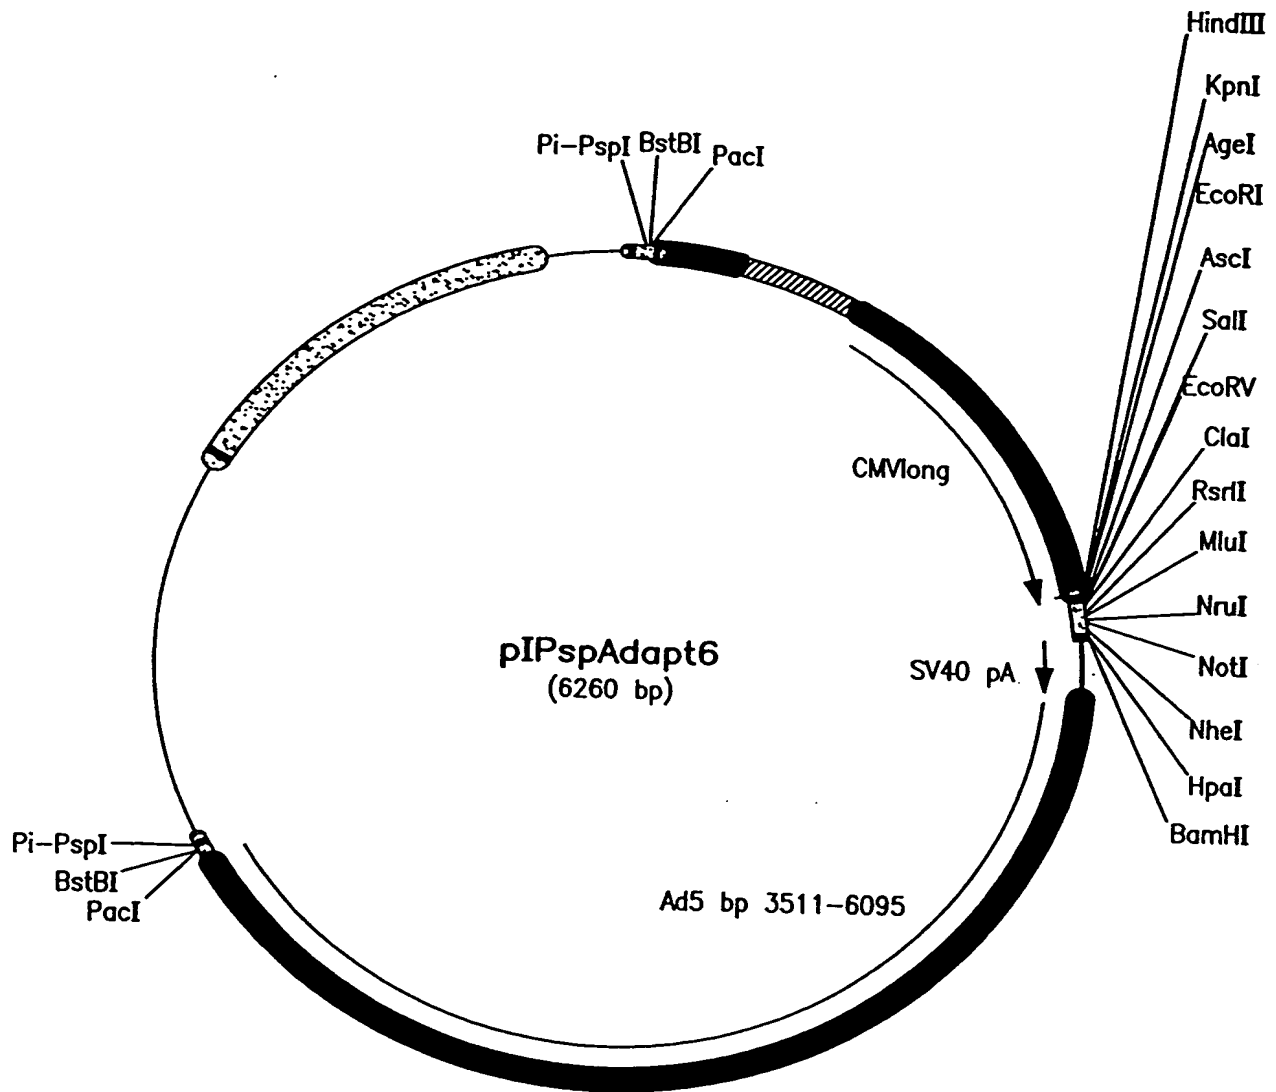 HindIII
KpnI
AgeI
EcoRI
AscI
SalI
EcoRV
ClaI
RsrII
MluI
NruI
NotI
NheI
HpaI
BamHI
Pi-PspI
BstBI
PacI
CMVlong
pIPspAdapt6
(6260 bp)
SV40 pA
Ad5 bp 3511-6095
Pi-PspI
BstBI
PacI